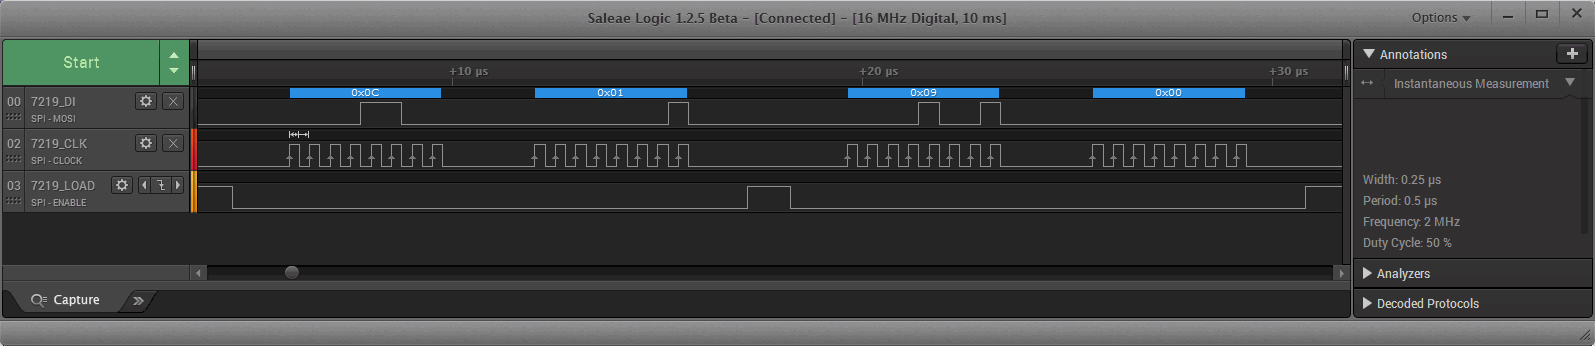 Saleae Logic 1.2.5 Beta - [Connected] - [16 MHz Digital, 10 ms]
Options
Start
+10 µs
+20 µs
+30 µs
Annotations
Instantaneous Measurement
00
7219_DI
SPI - MOSI
0x0C
0x01
0x09
0x00
02
7219_CLK
SPI - CLOCK
03
7219_LOAD
SPI - ENABLE
Width: 0.25 µs
Period: 0.5 µs
Frequency: 2 MHz
Duty Cycle: 50 %
Analyzers
Decoded Protocols
Capture